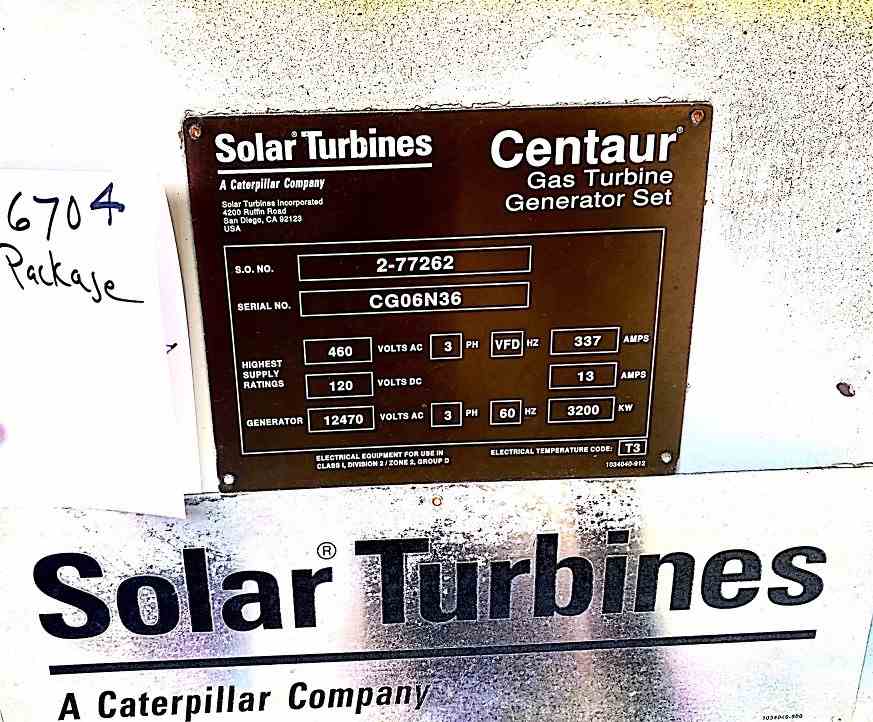 6704
Package
Solar® Turbines
A Caterpillar Company
Solar Turbines Incorporated
4200 Ruffin Road
San Diego, CA 92123
USA
Centaur®
Gas Turbine
Generator Set
S.O. NO. 2-77262
SERIAL NO. CG06N36
HIGHEST SUPPLY RATINGS
460 VOLTS AC 3 PH VFD HZ 337 AMPS
120 VOLTS DC 13 AMPS
GENERATOR 12470 VOLTS AC 3 PH 60 HZ 3200 KW
ELECTRICAL EQUIPMENT FOR USE IN
CLASS I, DIVISION 2 / ZONE 2, GROUP D
ELECTRICAL TEMPERATURE CODE: T3
1034040-912
Solar® Turbines
A Caterpillar Company